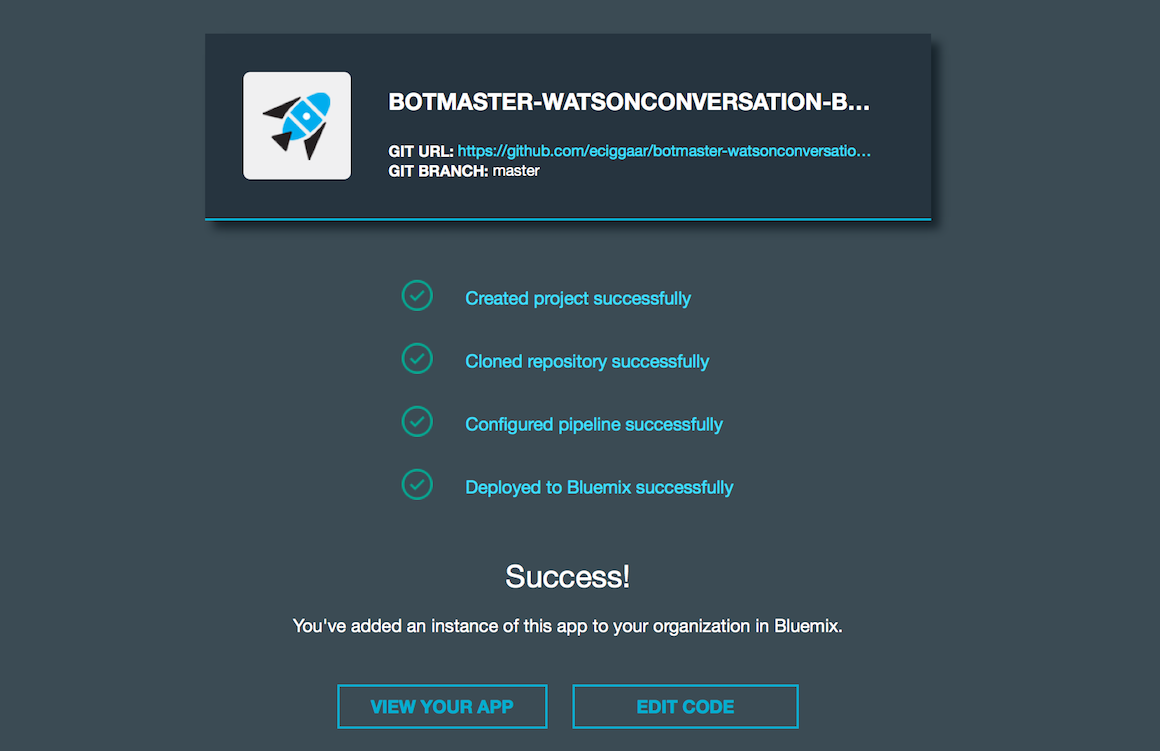 BOTMASTER-WATSONCONVERSATION-B...
GIT URL: https://github.com/eciggaar/botmaster-watsonconversatio...
GIT BRANCH: master
Created project successfully
Cloned repository successfully
Configured pipeline successfully
Deployed to Bluemix successfully
Success!
You've added an instance of this app to your organization in Bluemix.
VIEW YOUR APP
EDIT CODE